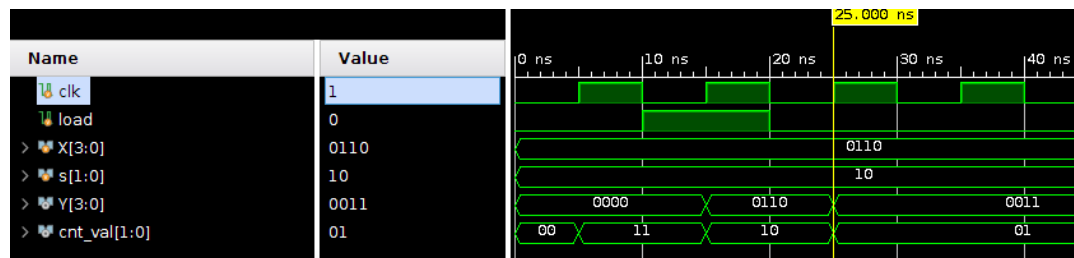 25.000 ns
Name Value 0 ns 10 ns 20 ns 30 ns 40 ns
clk 1
load 0
X[3:0] 0110 0110
s[1:0] 10 10
Y[3:0] 0011 0000 0110 0011
cnt_val[1:0] 01 00 11 10 01